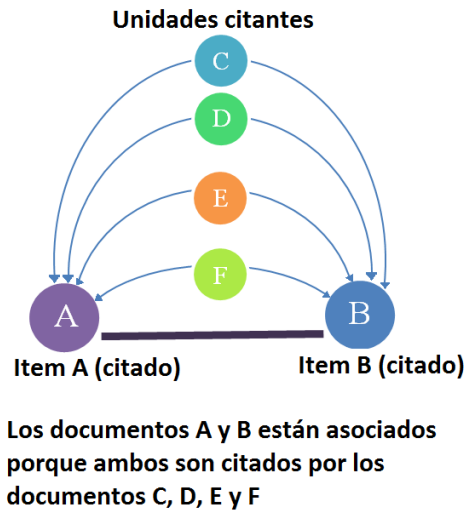 Unidades citantes
C
D
E
F
A
B
Item A (citado)
Item B (citado)
Los documentos A y B están asociados
porque ambos son citados por los
documentos C, D, E y F